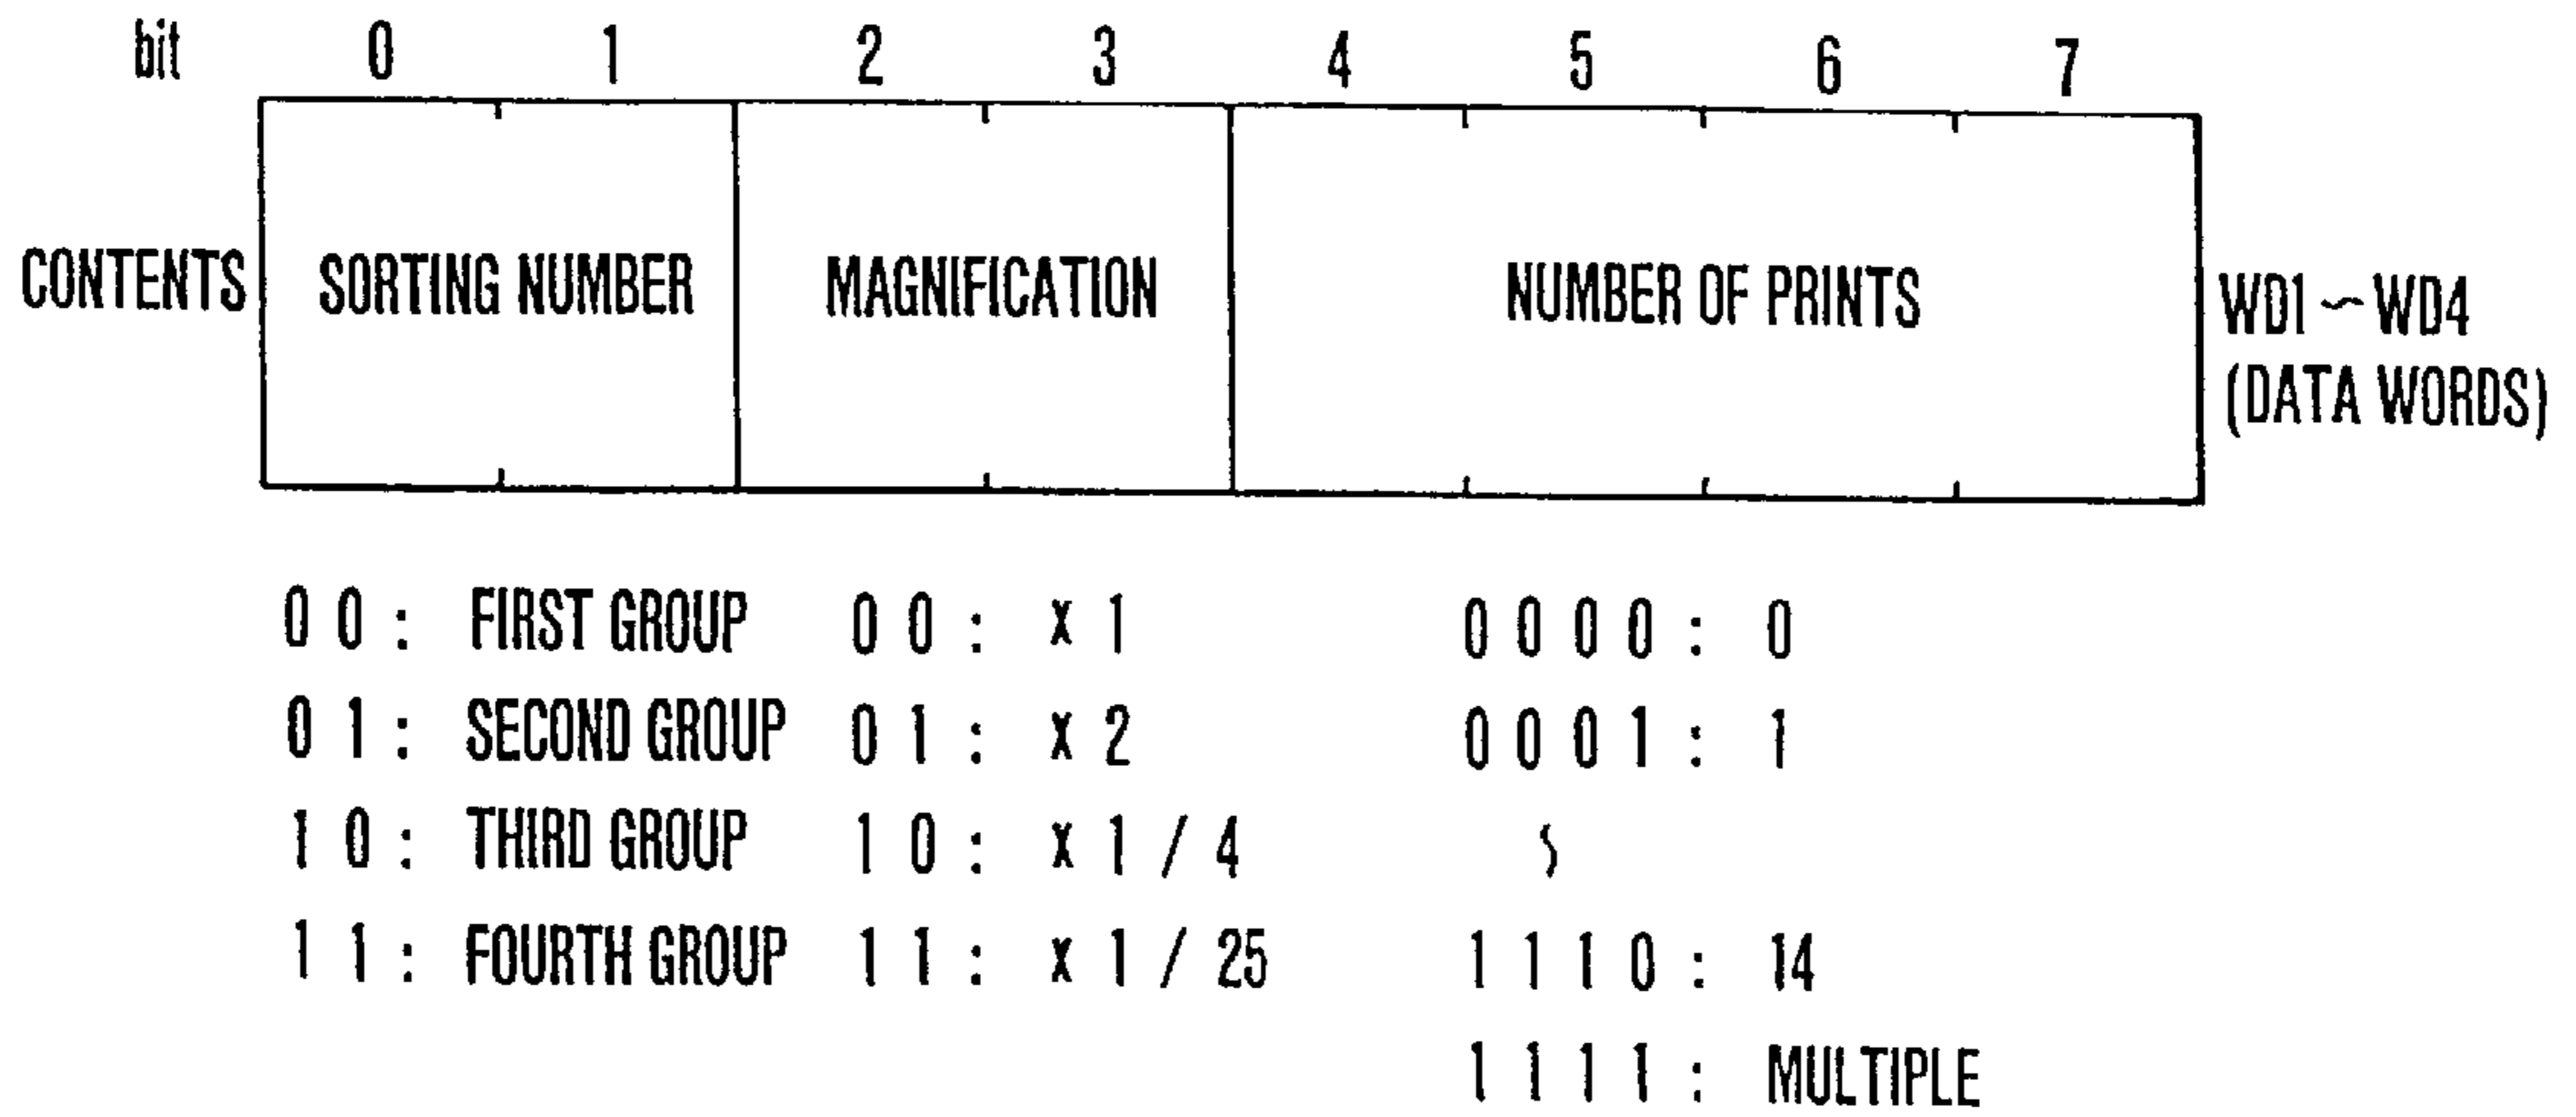 bit 0 1 2 3 4 5 6 7
CONTENTS SORTING NUMBER MAGNIFICATION NUMBER OF PRINTS WD1 ~ WD4
(DATA WORDS)
0 0 : FIRST GROUP 0 0 : x 1 0 0 0 0 : 0
0 1 : SECOND GROUP 0 1 : x 2 0 0 0 1 : 1
1 0 : THIRD GROUP 1 0 : x 1 / 4 ~
1 1 : FOURTH GROUP 1 1 : x 1 / 25 1 1 1 0 : 14
1 1 1 1 : MULTIPLE